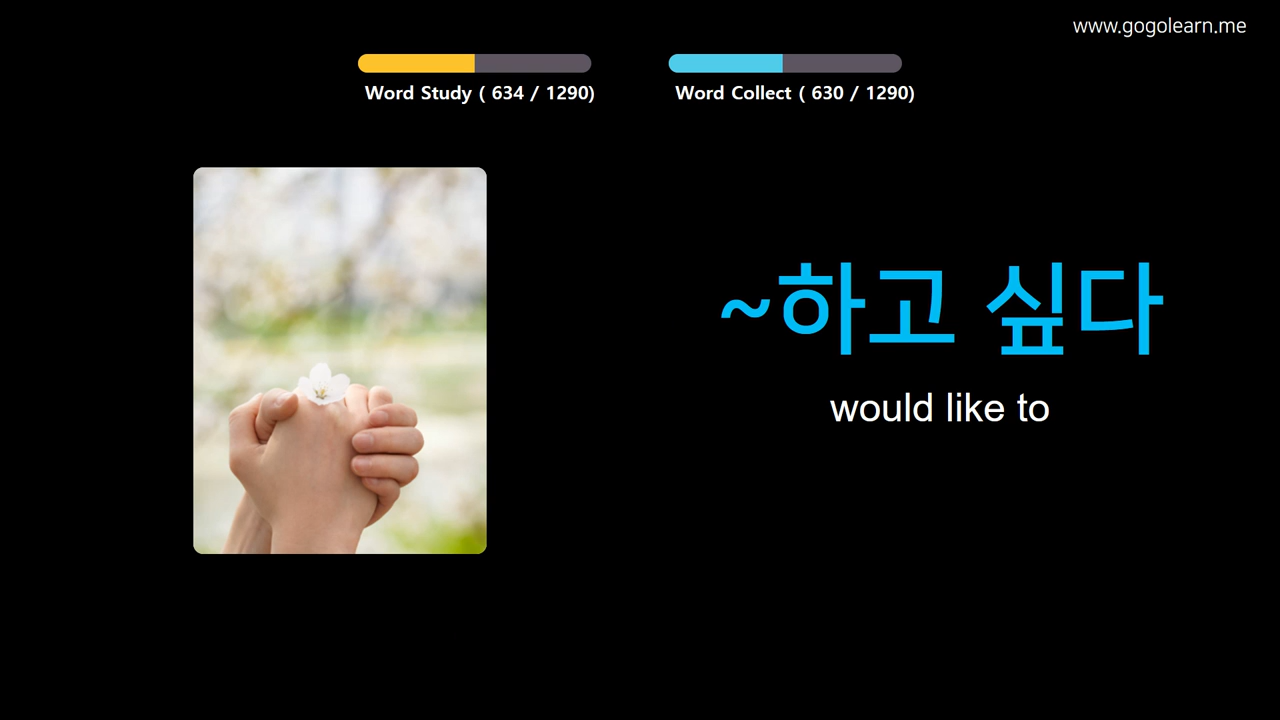 www.gogolearn.me
Word Study ( 634 / 1290)
Word Collect ( 630 / 1290)
~하고 싶다
would like to